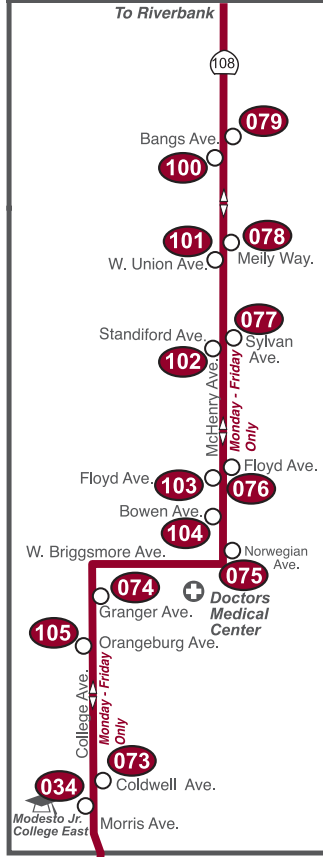 To Riverbank
108
079
Bangs Ave.
100
101
078
W. Union Ave.
Meily Way.
077
Standiford Ave.
Sylvan
Ave.
102
McHenry Ave.
Monday - Friday
Only
Floyd Ave.
Floyd Ave.
103
076
Bowen Ave.
104
W. Briggsmore Ave.
Norwegian
Ave.
075
074
Doctors
Medical
Center
Granger Ave.
105
Orangeburg Ave.
College Ave.
Monday - Friday
Only
073
034
Coldwell Ave.
Modesto Jr.
College East
Morris Ave.